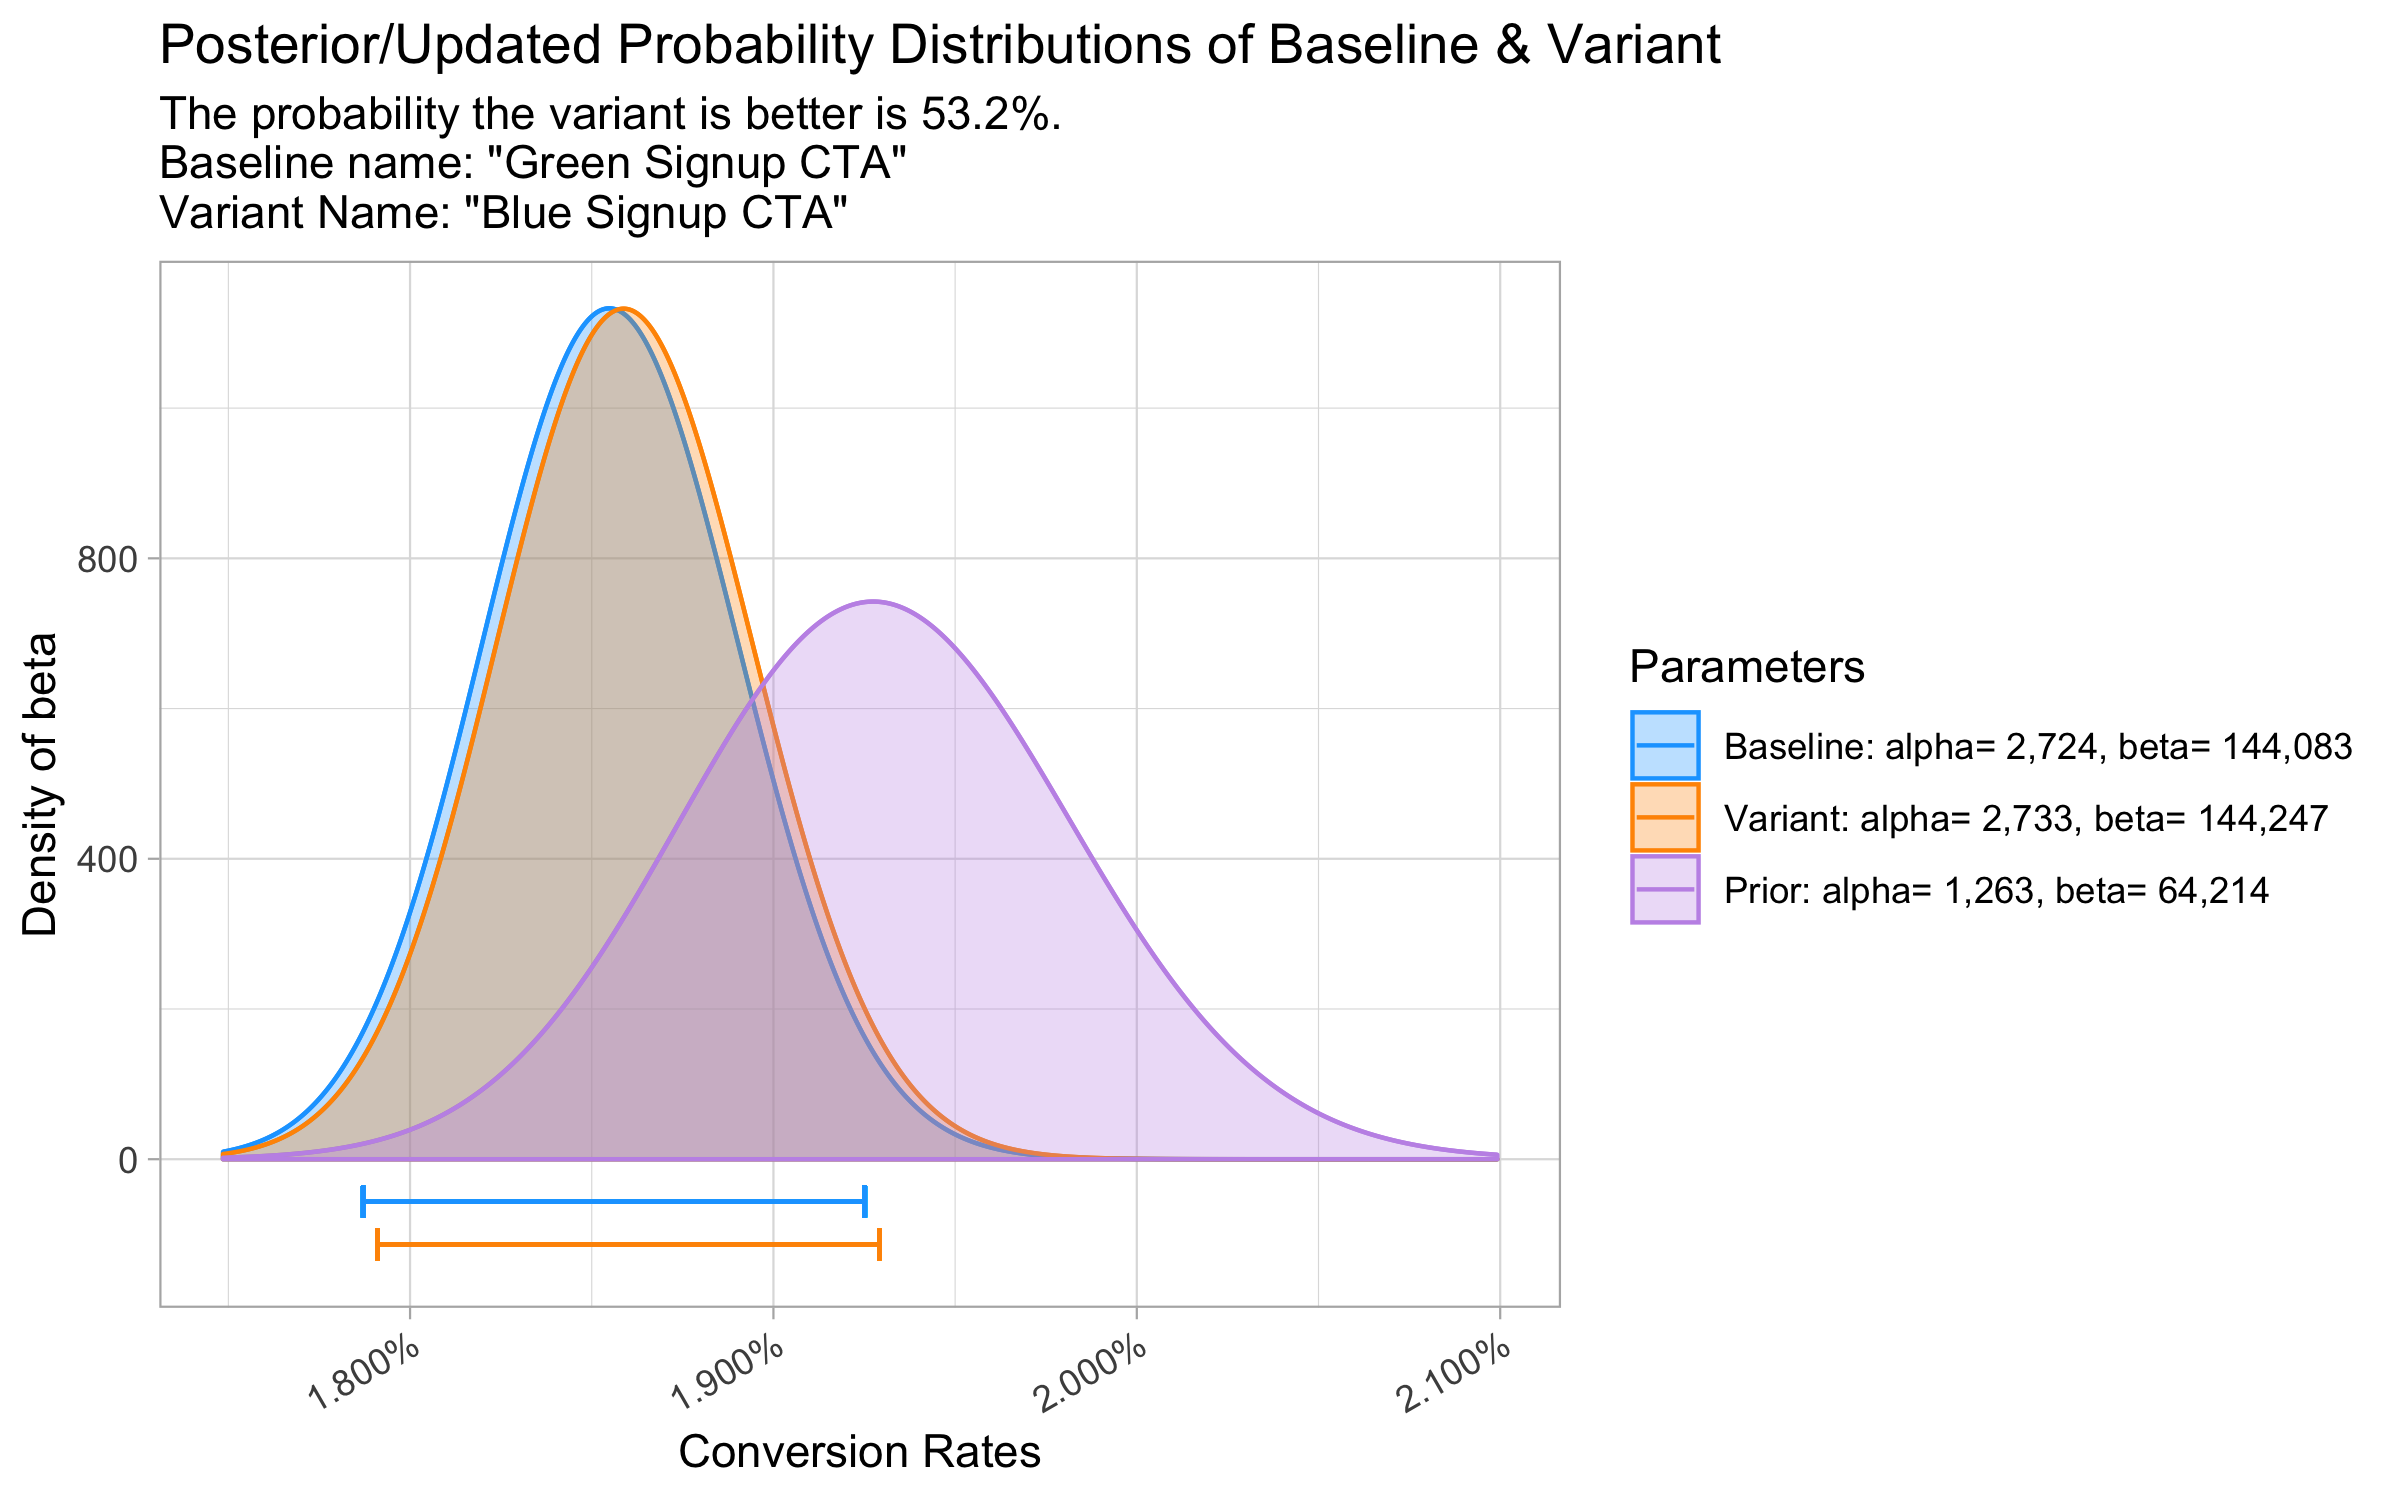 Posterior/Updated Probability Distributions of Baseline & Variant
The probability the variant is better is 53.2%.
Baseline name: "Green Signup CTA"
Variant Name: "Blue Signup CTA"
Density of beta
800
400
0
1.800%
1.900%
2.000%
2.100%
Conversion Rates
Parameters
Baseline: alpha= 2,724, beta= 144,083
Variant: alpha= 2,733, beta= 144,247
Prior: alpha= 1,263, beta= 64,214